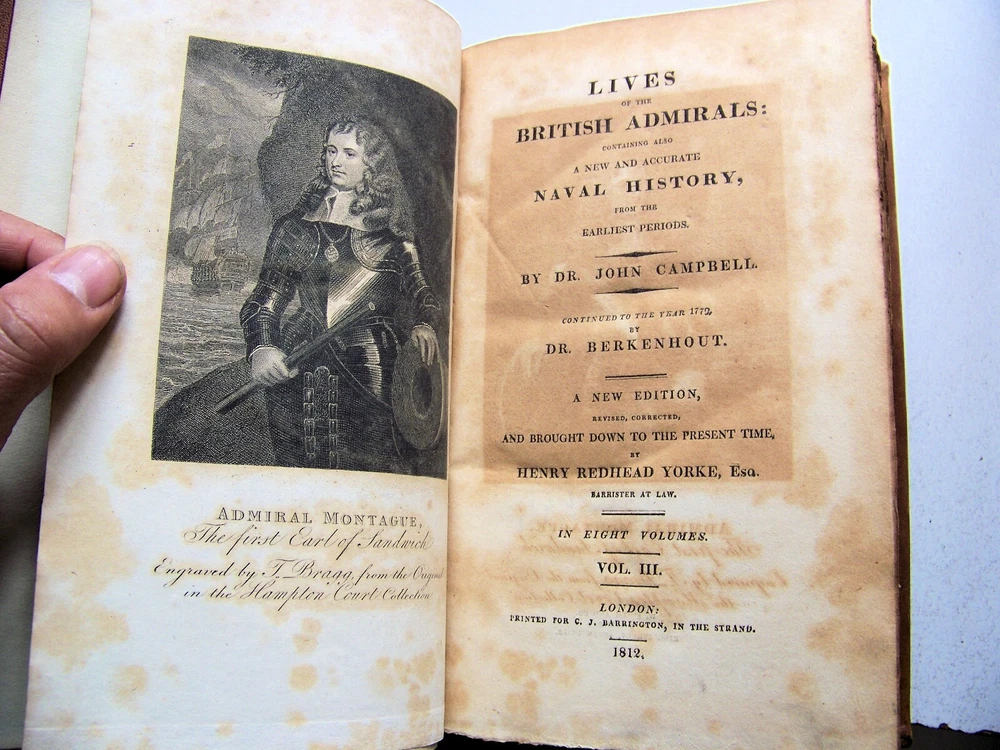 ADMIRAL MONTAGUE,
The first Earl of Sandwich
Engraved by T. Bragg, from the
in the Hampton Court Collection
LIVES
OF THE
BRITISH ADMIRALS:
CONTAINING ALSO
A NEW AND ACCURATE
NAVAL HISTORY,
FROM THE
EARLIEST PERIODS.
BY DR. JOHN CAMPBELL.
CONTINUED TO THE YEAR 1779,
BY
DR. BERKENHOUT.
A NEW EDITION,
REVISED, CORRECTED,
AND BROUGHT DOWN TO THE PRESENT TIME,
BY
HENRY REDHEAD YORKE, Esq.
BARRISTER AT LAW.
IN EIGHT VOLUMES.
VOL. III.
LONDON:
PRINTED FOR C. J. BARRINGTON, IN THE STRAND.
1812.